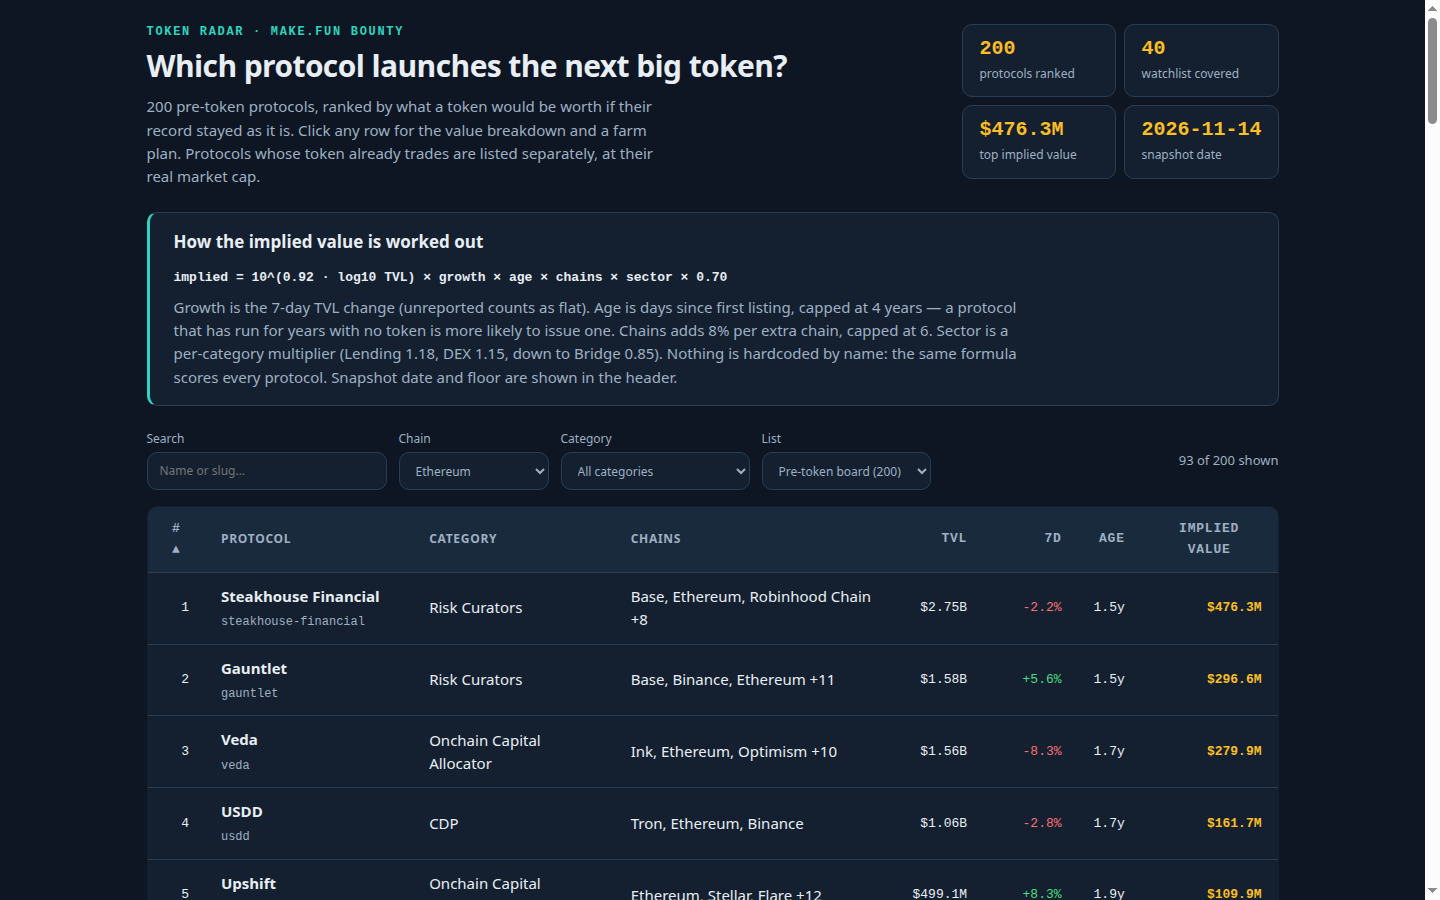 TOKEN RADAR · MAKE.FUN BOUNTY
Which protocol launches the next big token?
200 pre-token protocols, ranked by what a token would be worth if their
record stayed as it is. Click any row for the value breakdown and a farm
plan. Protocols whose token already trades are listed separately, at their
real market cap.
200
protocols ranked
40
watchlist covered
$476.3M
top implied value
2026-11-14
snapshot date
How the implied value is worked out
implied = 10^(0.92 · log10 TVL) × growth × age × chains × sector × 0.70
Growth is the 7-day TVL change (unreported counts as flat). Age is days since first listing, capped at 4 years — a protocol
that has run for years with no token is more likely to issue one. Chains adds 8% per extra chain, capped at 6. Sector is a
per-category multiplier (Lending 1.18, DEX 1.15, down to Bridge 0.85). Nothing is hardcoded by name: the same formula
scores every protocol. Snapshot date and floor are shown in the header.
Search
Chain
Category
List
Name or slug...
Ethereum
All categories
Pre-token board (200)
93 of 200 shown
# ▲
PROTOCOL
CATEGORY
CHAINS
TVL
7D
AGE
IMPLIED
VALUE
1
Steakhouse Financial
steakhouse-financial
Risk Curators
Base, Ethereum, Robinhood Chain
+8
$2.75B
-2.2%
1.5y
$476.3M
2
Gauntlet
gauntlet
Risk Curators
Base, Binance, Ethereum +11
$1.58B
+5.6%
1.5y
$296.6M
3
Veda
veda
Onchain Capital
Allocator
Ink, Ethereum, Optimism +10
$1.56B
-8.3%
1.7y
$279.9M
4
USDD
usdd
CDP
Tron, Ethereum, Binance
$1.06B
-2.8%
1.7y
$161.7M
5
Upshift
Onchain Capital
Ethereum, Stellar, Flare +12
$499.1M
+8.3%
1.9y
$109.9M